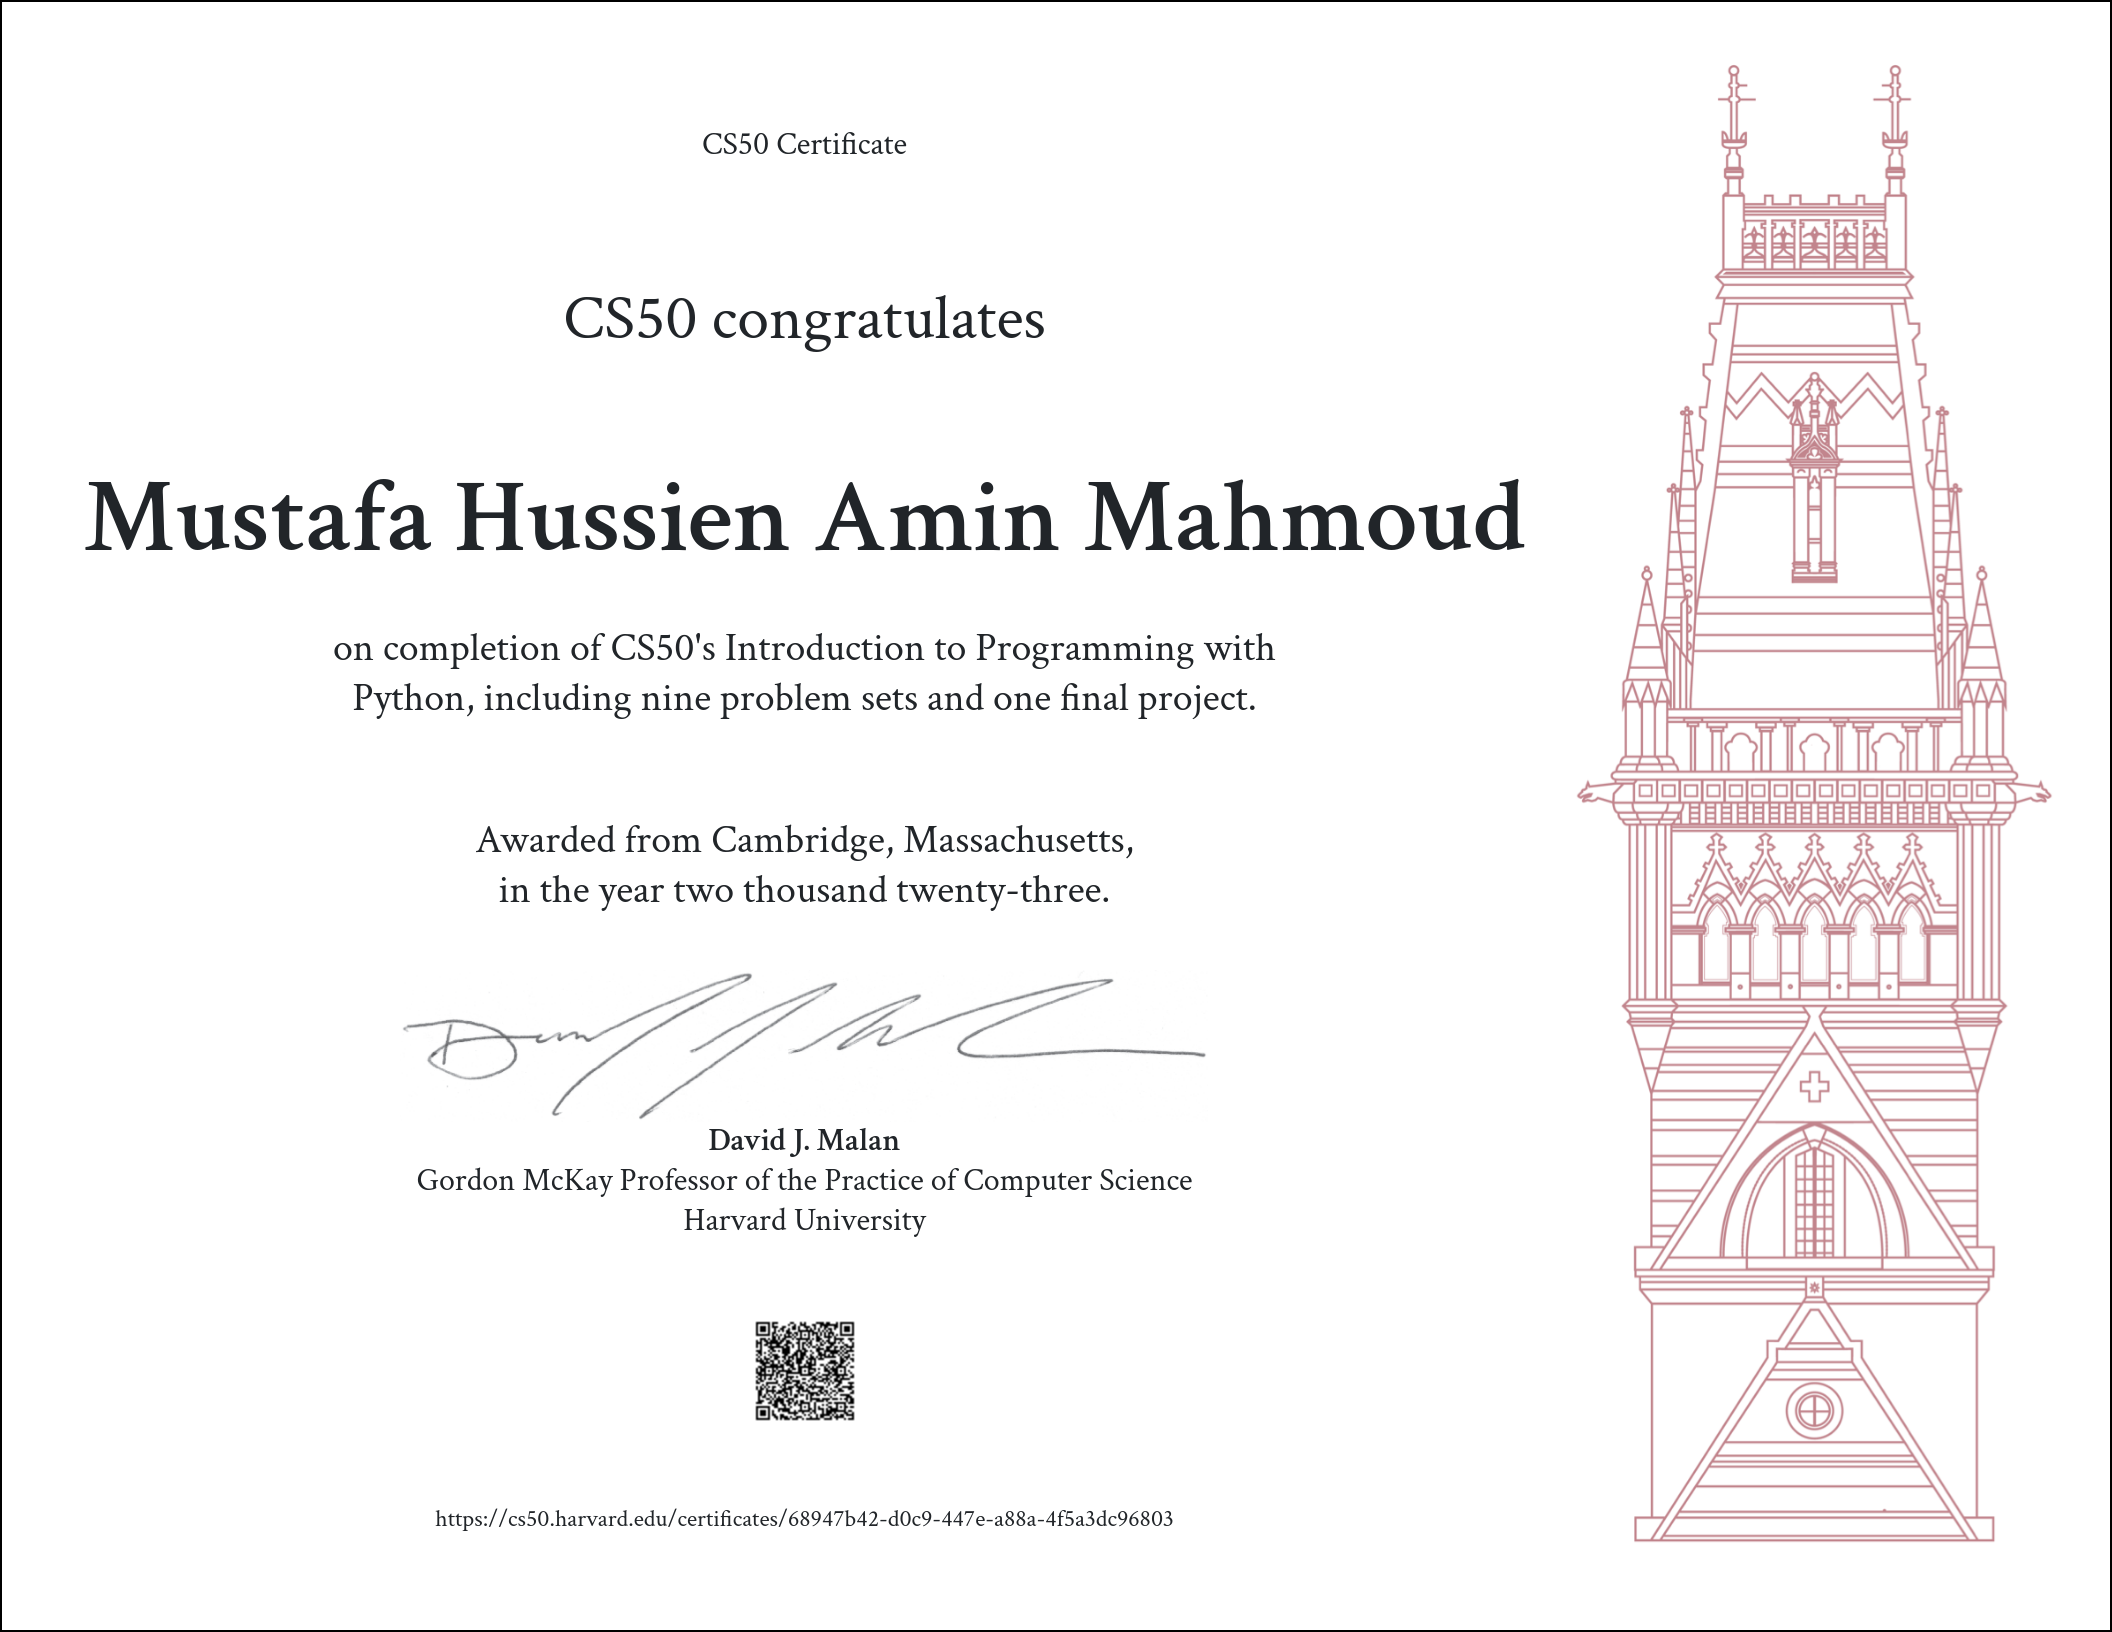 CS50 Certificate
CS50 congratulates
Mustafa Hussien Amin Mahmoud
on completion of CS50's Introduction to Programming with
Python, including nine problem sets and one final project.
Awarded from Cambridge, Massachusetts,
in the year two thousand twenty-three.
David J. Malan
Gordon McKay Professor of the Practice of Computer Science
Harvard University
https://cs50.harvard.edu/certificates/68947b42-d0c9-447e-a88a-4f5a3dc96803